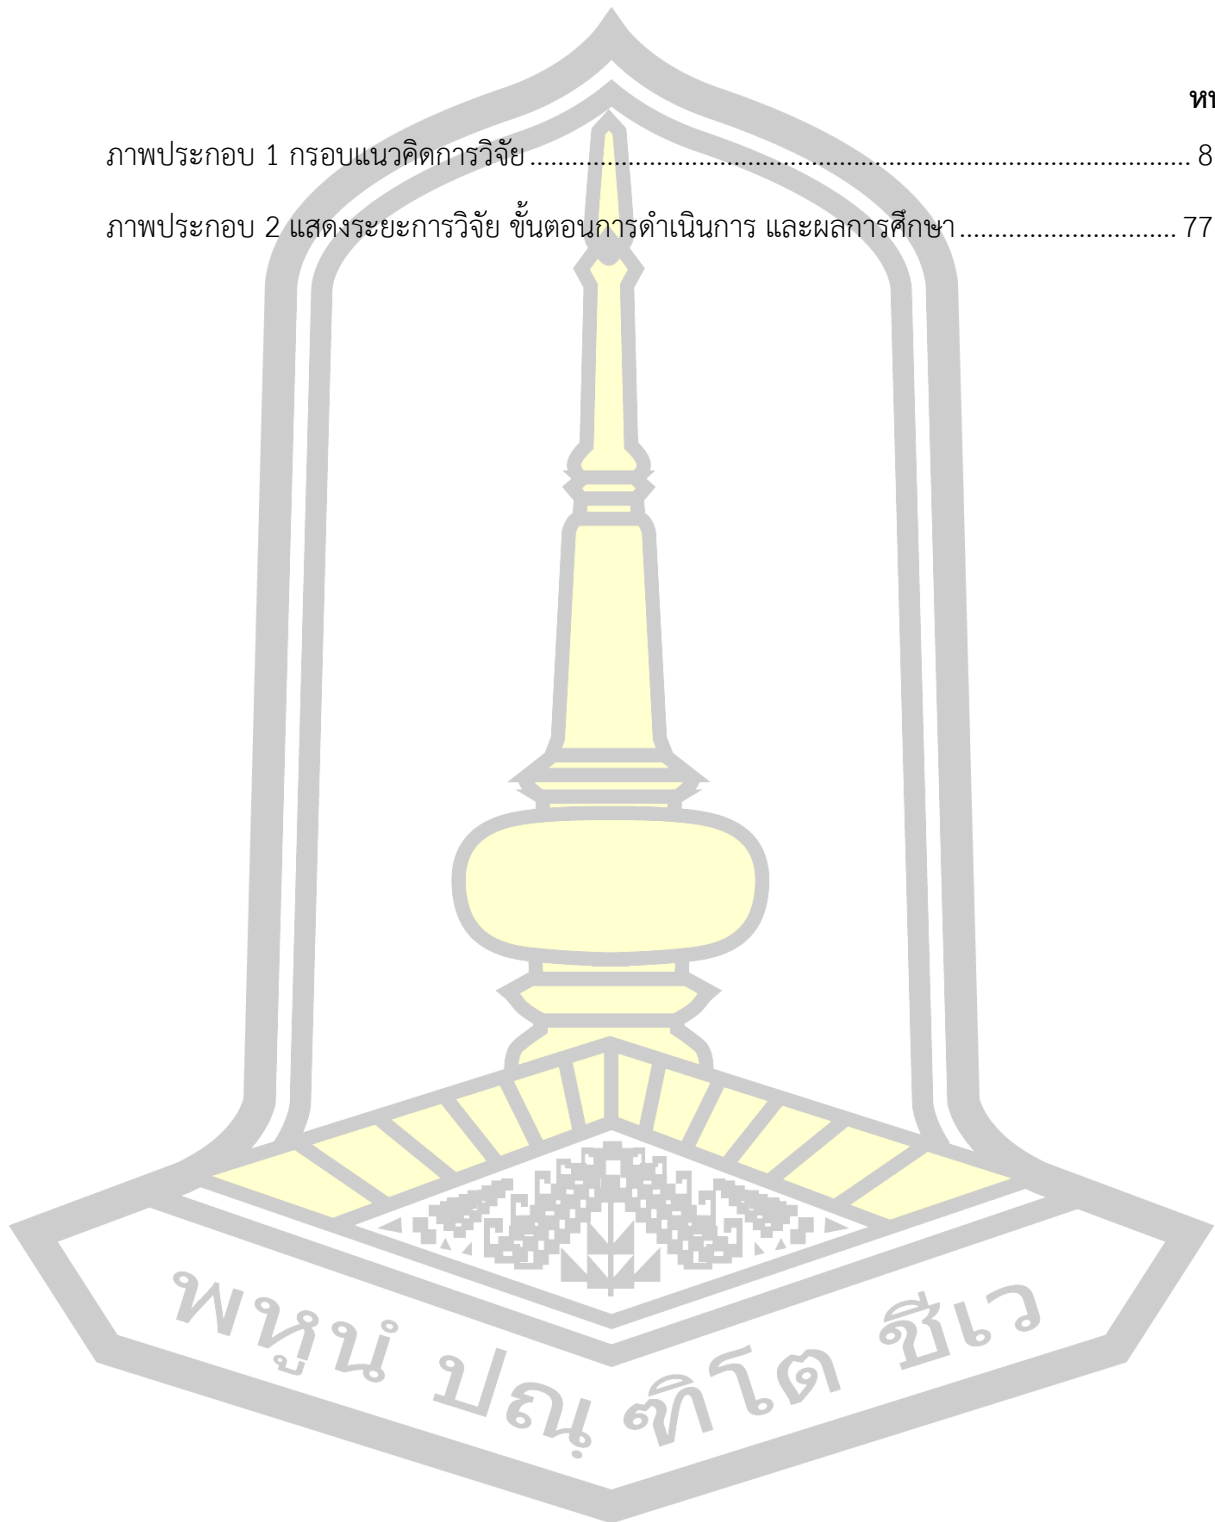 ภาพประกอบ 1 กรอบแนวคิดการวิจัย............................................................................................... 8
ภาพประกอบ 2 แสดงระยะการวิจัย ขั้นตอนการดำเนินการ และผลการศึกษา............................... 77
พหูนํ ปณฺฑิโต ชีเว